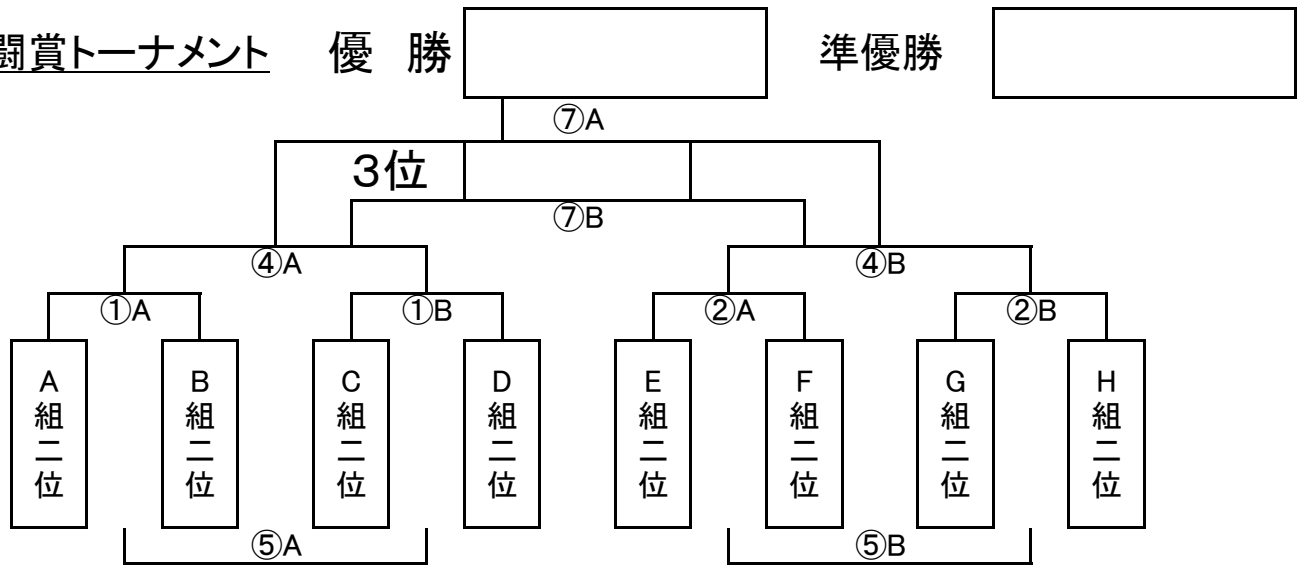 闘賞トーナメント 優 勝 準優勝
⑦A
3位
⑦B
④A ④B
①A ①B ②A ②B
A組二位 B組二位 C組二位 D組二位 E組二位 F組二位 G組二位 H組二位
⑤A ⑤B